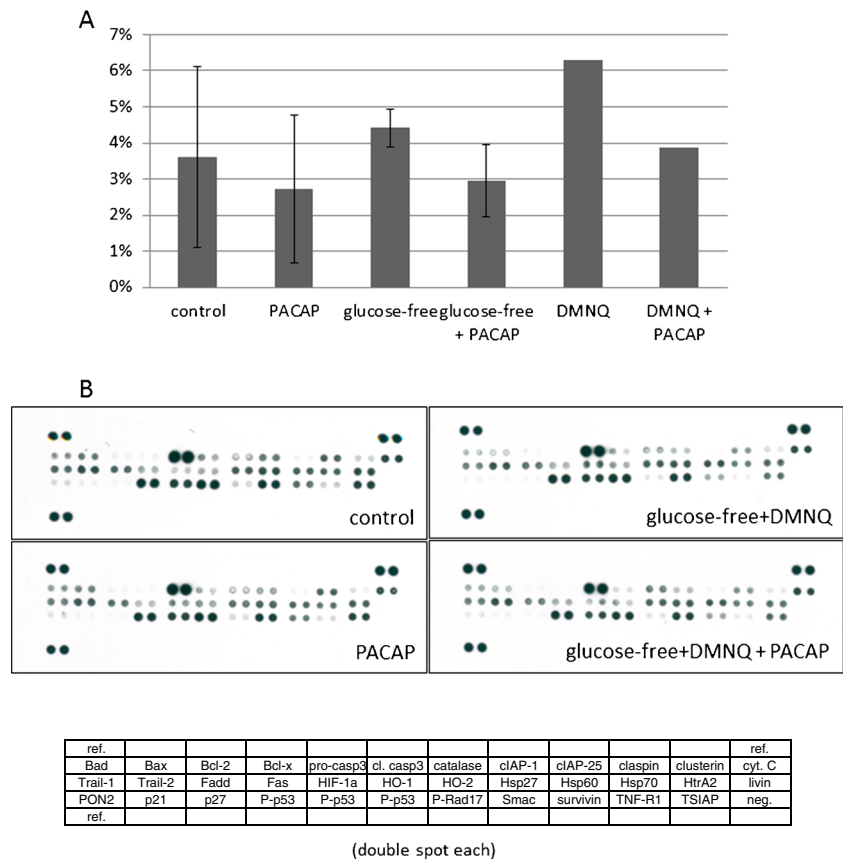 A
7%
6%
5%
4%
3%
2%
1%
0%
control PACAP glucose-free glucose-free + PACAP DMNQ DMNQ + PACAP
B
control
glucose-free+DMNQ
PACAP
glucose-free+DMNQ + PACAP
ref. ref.
Bad Bax Bcl-2 Bcl-x pro-casp3 cl. casp3 catalase cIAP-1 cIAP-25 claspin clusterin cyt. C
Trail-1 Trail-2 Fadd Fas HIF-1a HO-1 HO-2 Hsp27 Hsp60 Hsp70 HtrA2 livin
PON2 p21 p27 P-p53 P-p53 P-p53 P-Rad17 Smac survivin TNF-R1 TSIAP neg.
ref.
(double spot each)